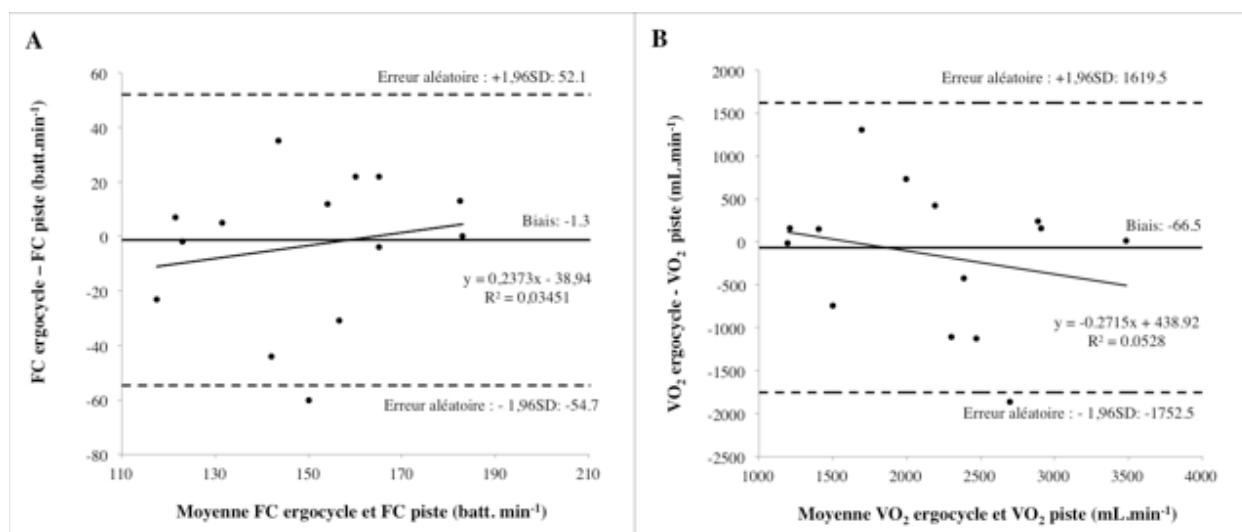 A
FC ergocycle – FC piste (batt.min⁻¹)
60
40
20
0
-20
-40
-60
-80
Erreur aléatoire : +1,96SD: 52.1
Biais: -1.3
y = 0,2373x - 38,94
R² = 0,03451
Erreur aléatoire : - 1,96SD: -54.7
110
130
150
170
190
210
Moyenne FC ergocycle et FC piste (batt. min⁻¹)
B
VO₂ ergocycle - VO₂ piste (mL.min⁻¹)
2000
1500
1000
500
0
-500
-1000
-1500
-2000
-2500
Erreur aléatoire : +1,96SD: 1619.5
Biais: -66.5
y = -0.2715x + 438.92
R² = 0.0528
Erreur aléatoire : - 1,96SD: -1752.5
1000
1500
2000
2500
3000
3500
4000
Moyenne VO₂ ergocycle et VO₂ piste (mL.min⁻¹)